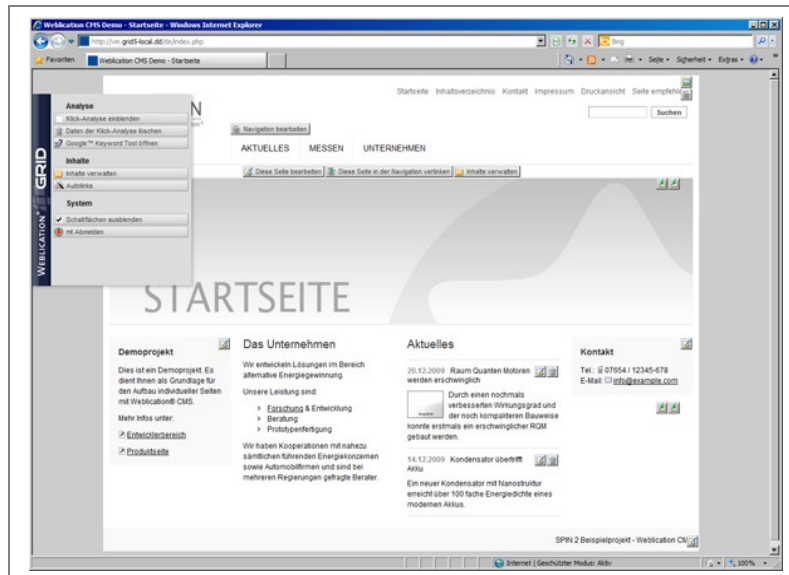 Weblication CMS Demo - Startseite - Windows Internet Explorer
http://vm.grid5-local.dd/de/index.php
Bing
Favoriten
Weblication CMS Demo - Startseite
Seite
Sicherheit
Extras
Startseite Inhaltsverzeichnis Kontakt Impressum Druckansicht Seite empfehlen
Suchen
Analyse
Klick-Analyse einblenden
Daten der Klick-Analyse löschen
Google™ Keyword Tool öffnen
Inhalte
Inhalte verwalten
Autolinks
System
Schaltflächen ausblenden
mt Abmelden
WEBLICATION® GRID
N
Navigation bearbeiten
AKTUELLES MESSEN UNTERNEHMEN
Diese Seite bearbeiten Diese Seite in der Navigation verlinken Inhalte verwalten
STARTSEITE
Demoprojekt
Dies ist ein Demoprojekt. Es
dient Ihnen als Grundlage für
den Aufbau individueller Seiten
mit Weblication® CMS.
Mehr Infos unter:
Entwicklerbereich
Produktseite
Das Unternehmen
Wir entwickeln Lösungen im Bereich
alternative Energiegewinnung.
Unsere Leistung sind:
> Forschung & Entwicklung
> Beratung
> Prototypenfertigung
Wir haben Kooperationen mit nahezu
sämtlichen führenden Energiekonzernen
sowie Automobilfirmen und sind bei
mehreren Regierungen gefragte Berater.
Aktuelles
20.12.2009 Raum Quanten Motoren
werden erschwinglich
Durch einen nochmals
verbesserten Wirkungsgrad und
der noch kompakteren Bauweise
konnte erstmals ein erschwinglicher RQM
gebaut werden.
14.12.2009 Kondensator übertrifft
Akku
Ein neuer Kondensator mit Nanostruktur
erreicht über 100 fache Energiedichte eines
modernen Akkus.
Kontakt
Tel.: 07654 / 12345-678
E-Mail: info@example.com
SPIN 2 Beispielprojekt - Weblication CM
Internet | Geschützter Modus: Aktiv
100%